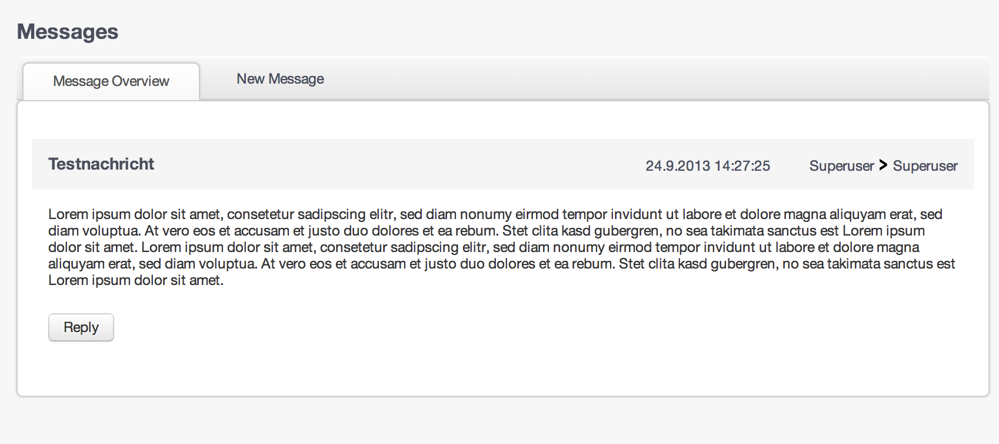 Messages
Message Overview
New Message
Testnachricht
24.9.2013 14:27:25
Superuser > Superuser
Lorem ipsum dolor sit amet, consetetur sadipscing elitr, sed diam nonumy eirmod tempor invidunt ut labore et dolore magna aliquyam erat, sed
diam voluptua. At vero eos et accusam et justo duo dolores et ea rebum. Stet clita kasd gubergren, no sea takimata sanctus est Lorem ipsum
dolor sit amet. Lorem ipsum dolor sit amet, consetetur sadipscing elitr, sed diam nonumy eirmod tempor invidunt ut labore et dolore magna
aliquyam erat, sed diam voluptua. At vero eos et accusam et justo duo dolores et ea rebum. Stet clita kasd gubergren, no sea takimata sanctus est
Lorem ipsum dolor sit amet.
Reply